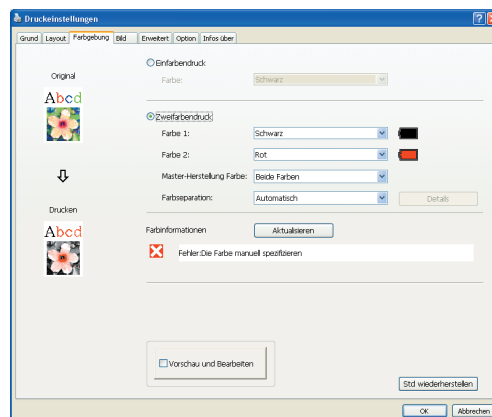 Druckeinstellungen
Grund Layout Farbgebung Bild Erweitert Option Infos über
Original
Abcd
Drucken
Abcd
Einfarbendruck
Farbe: Schwarz
Zweifarbendruck
Farbe 1: Schwarz
Farbe 2: Rot
Master-Herstellung Farbe: Beide Farben
Farbseparation: Automatisch Details
Farbinformationen Aktualisieren
Fehler:Die Farbe manuell spezifizieren
Vorschau und Bearbeiten
Std wiederherstellen
OK Abbrechen